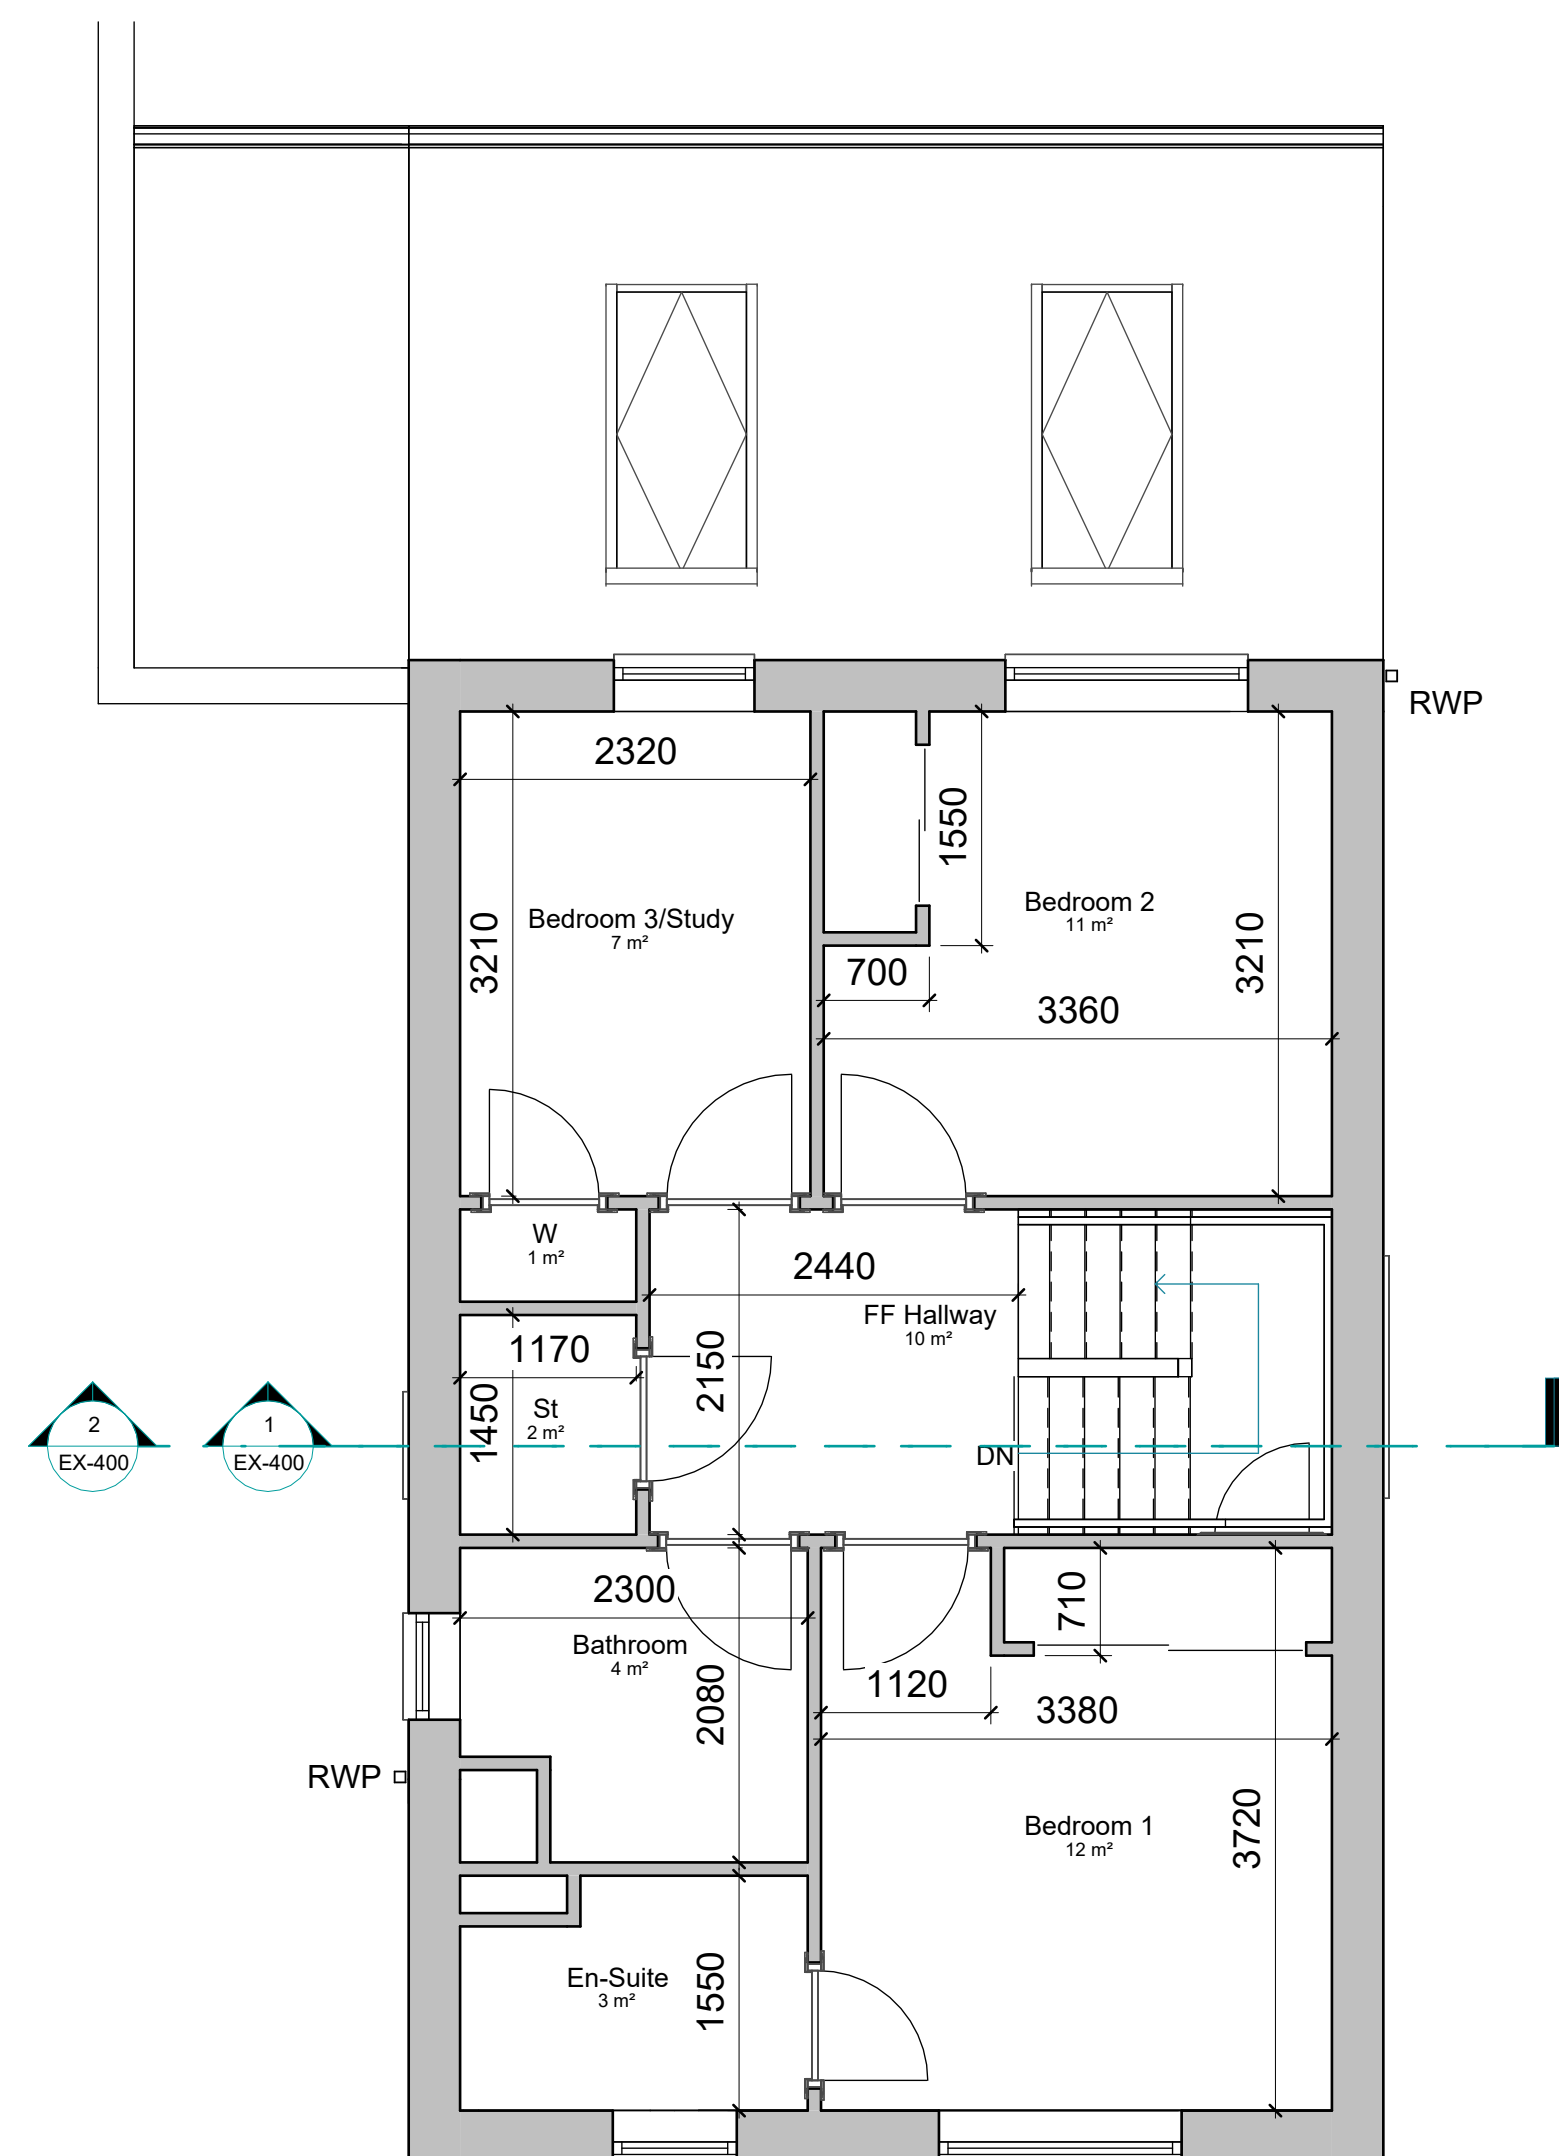 RWP
2320
1550
Bedroom 3/Study
7 m²
3210
Bedroom 2
11 m²
3210
700
3360
W
1 m²
2440
FF Hallway
10 m²
2150
1170
St
2 m²
1450
2
EX-400
1
EX-400
DN
2300
710
Bathroom
4 m²
2080
1120
3380
RWP
Bedroom 1
12 m²
3720
En-Suite
3 m²
1550